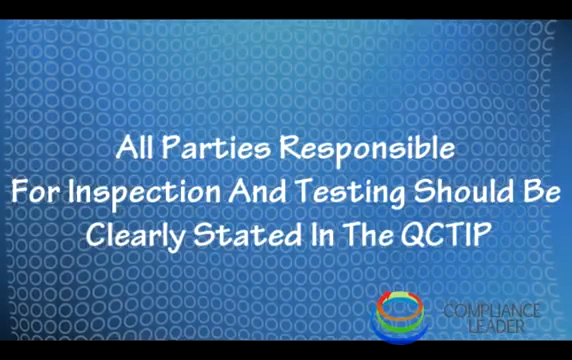 All Parties Responsible
For Inspection And Testing Should Be
Clearly Stated In The QCTIP
COMPLIANCE
LEADER